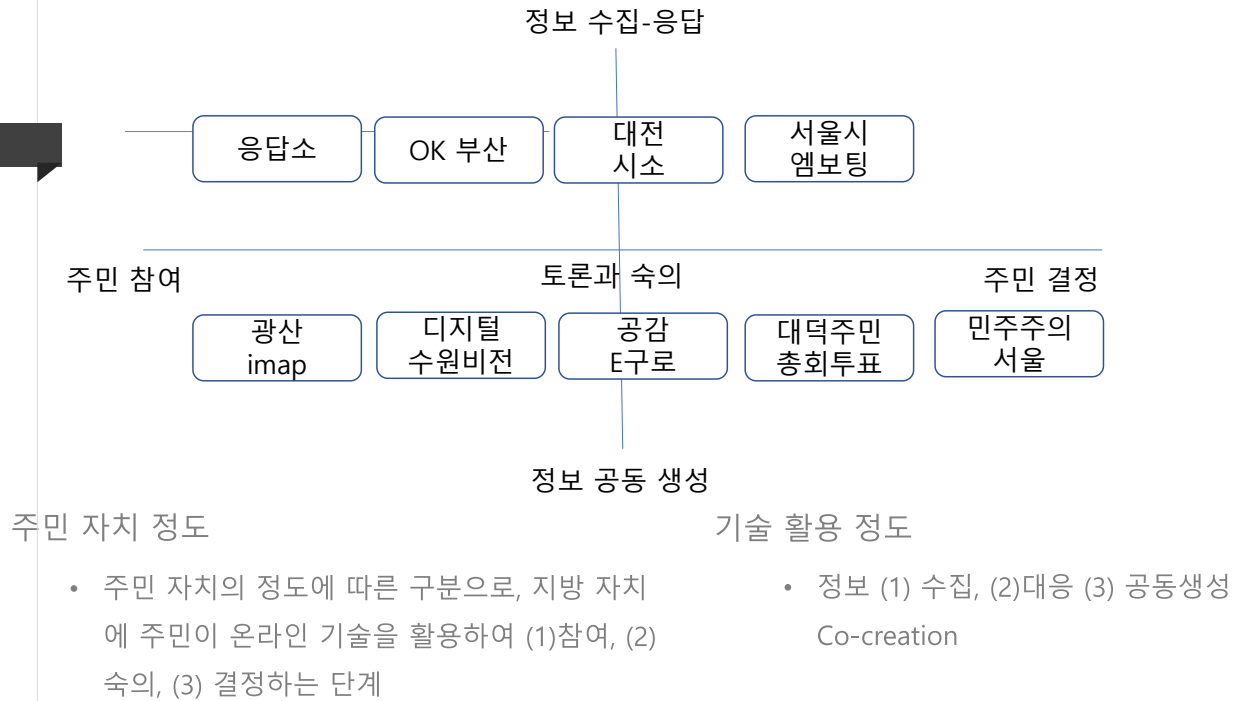 정보 수집-응답
응답소
OK 부산
대전
시소
서울시
엠보팅
주민 참여
토론과 숙의
주민 결정
광산
imap
디지털
수원비전
공감
E구로
대덕주민
총회투표
민주주의
서울
정보 공동 생성
주민 자치 정도
• 주민 자치의 정도에 따른 구분으로, 지방 자치
에 주민이 온라인 기술을 활용하여 (1)참여, (2)
숙의, (3) 결정하는 단계
기술 활용 정도
• 정보 (1) 수집, (2)대응 (3) 공동생성
Co-creation